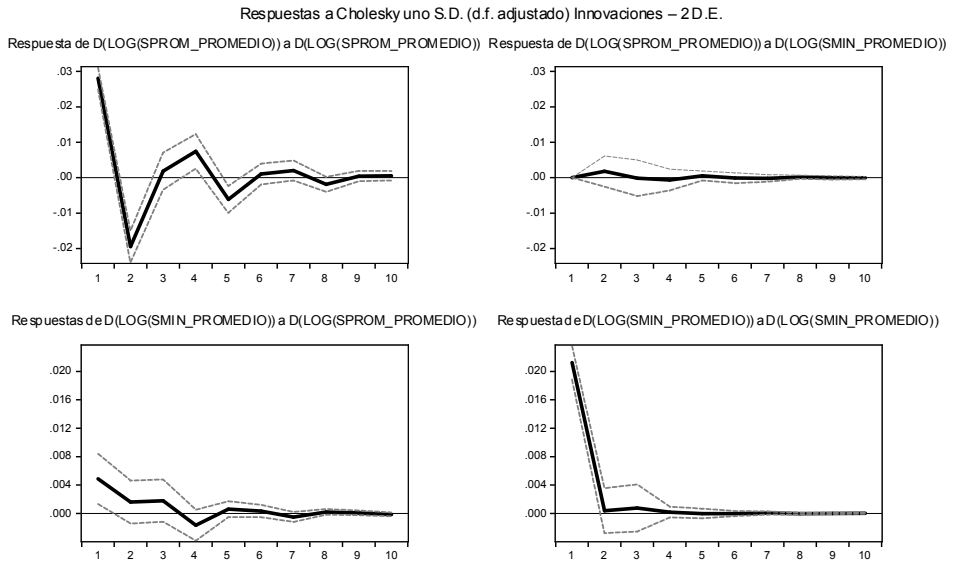 Respuestas a Cholesky uno S.D. (d.f. adjustado) Innovaciones – 2 D.E.
Respuesta de D(LOG(SPROM_PROMEDIO)) a D(LOG(SPROM_PROMEDIO))
Respuesta de D(LOG(SPROM_PROMEDIO)) a D(LOG(SMIN_PROMEDIO))
.03
.02
.01
.00
-.01
-.02
1 2 3 4 5 6 7 8 9 10
.03
.02
.01
.00
-.01
-.02
1 2 3 4 5 6 7 8 9 10
Respuestas de D(LOG(SMIN_PROMEDIO)) a D(LOG(SPROM_PROMEDIO))
Respuesta de D(LOG(SMIN_PROMEDIO)) a D(LOG(SMIN_PROMEDIO))
.020
.016
.012
.008
.004
.000
1 2 3 4 5 6 7 8 9 10
.020
.016
.012
.008
.004
.000
1 2 3 4 5 6 7 8 9 10